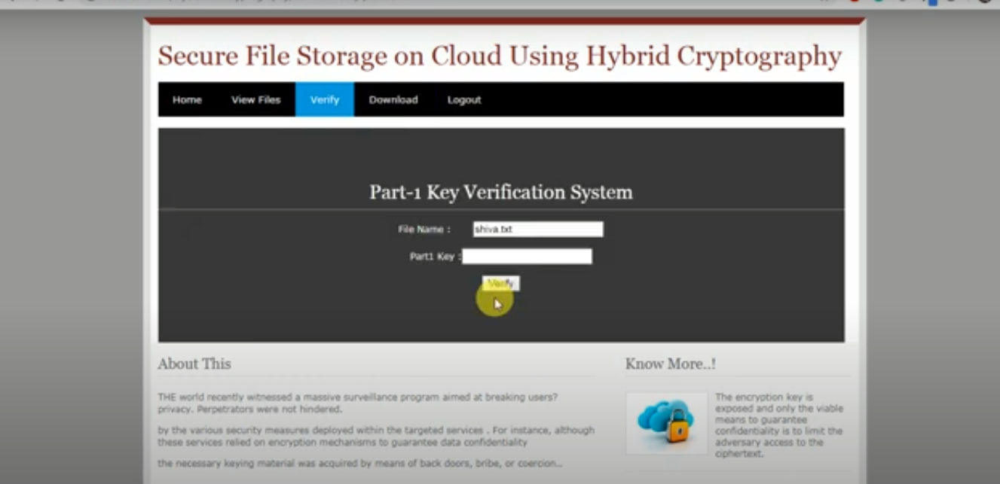 Secure File Storage on Cloud Using Hybrid Cryptography
Home View Files Verify Download Logout
Part-1 Key Verification System
File Name : shiva.txt
Part1 Key :
Verify
About This
THE world recently witnessed a massive surveillance program aimed at breaking users?
privacy. Perpetrators were not hindered.
by the various security measures deployed within the targeted services . For instance, although
these services relied on encryption mechanisms to guarantee data confidentiality
the necessary keying material was acquired by means of back doors, bribe, or coercion...
Know More..!
The encryption key is
exposed and only the viable
means to guarantee
confidentiality is to limit the
adversary access to the
ciphertext.